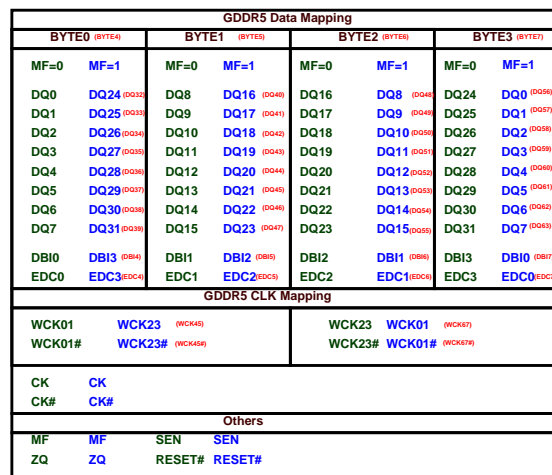 GDDR5 Data Mapping
BYTE0 (BYTE4) BYTE1 (BYTE5) BYTE2 (BYTE6) BYTE3 (BYTE7)
MF=0 MF=1 MF=0 MF=1 MF=0 MF=1 MF=0 MF=1
DQ0 DQ24 (DQ32) DQ8 DQ16 (DQ40) DQ16 DQ8 (DQ48) DQ24 DQ0 (DQ56)
DQ1 DQ25 (DQ33) DQ9 DQ17 (DQ41) DQ17 DQ9 (DQ49) DQ25 DQ1 (DQ57)
DQ2 DQ26 (DQ34) DQ10 DQ18 (DQ42) DQ18 DQ10 (DQ50) DQ26 DQ2 (DQ58)
DQ3 DQ27 (DQ35) DQ11 DQ19 (DQ43) DQ19 DQ11 (DQ51) DQ27 DQ3 (DQ59)
DQ4 DQ28 (DQ36) DQ12 DQ20 (DQ44) DQ20 DQ12 (DQ52) DQ28 DQ4 (DQ60)
DQ5 DQ29 (DQ37) DQ13 DQ21 (DQ45) DQ21 DQ13 (DQ53) DQ29 DQ5 (DQ61)
DQ6 DQ30 (DQ38) DQ14 DQ22 (DQ46) DQ22 DQ14 (DQ54) DQ30 DQ6 (DQ62)
DQ7 DQ31 (DQ39) DQ15 DQ23 (DQ47) DQ23 DQ15 (DQ55) DQ31 DQ7 (DQ63)
DBI0 DBI3 (DBI4) DBI1 DBI2 (DBI5) DBI2 DBI1 (DBI6) DBI3 DBI0 (DBI7
EDC0 EDC3 (EDC4) EDC1 EDC2 (EDC5) EDC2 EDC1 (EDC6) EDC3 EDC0 (EDC7
GDDR5 CLK Mapping
WCK01 WCK23 (WCK45) WCK23 WCK01 (WCK67)
WCK01# WCK23# (WCK45#) WCK23# WCK01# (WCK67#)
CK CK
CK# CK#
Others
MF MF SEN SEN
ZQ ZQ RESET# RESET#